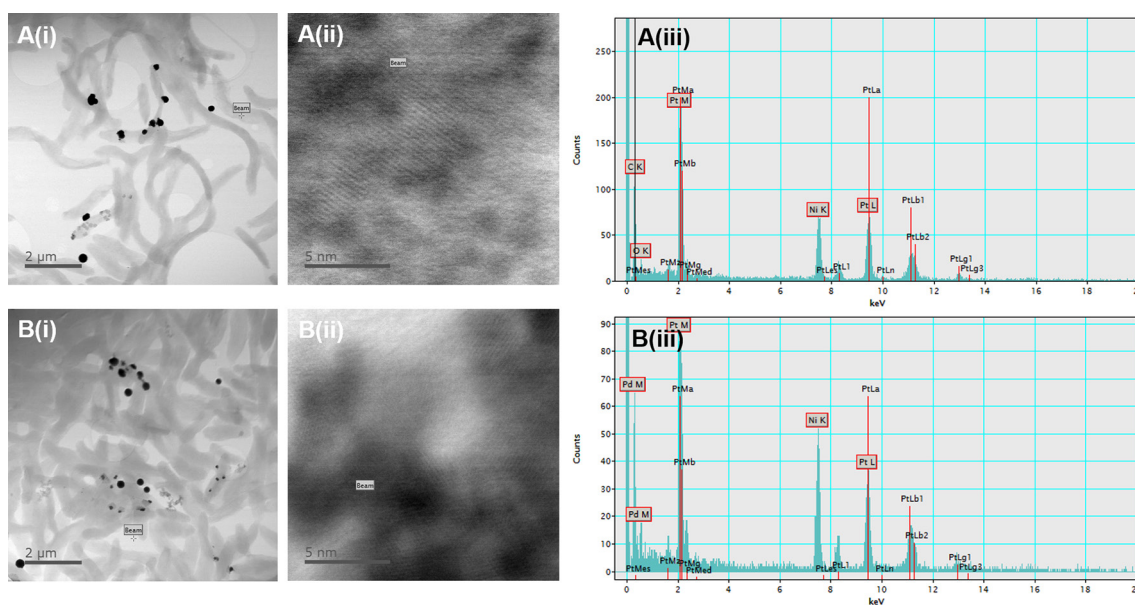 A(i)
Beam
2 µm
A(ii)
Beam
5 nm
A(iii)
Counts
250
200
150
100
50
0
C K
O K
PtMa
Pt M
PtMb
PtMes
PtMz
PtMg
PtMed
Ni K
PtLa
Pt L
PtLes
PtL1
PtLn
PtLb1
PtLb2
PtLg1
PtLg3
0 2 4 6 8 10 12 14 16 18
keV
B(i)
Beam
2 µm
B(ii)
Beam
5 nm
B(iii)
Counts
90
80
70
60
50
40
30
20
10
0
Pt M
Pd M
PtMa
PtMb
Pd M
PtMes
PtMz
PtMg
PtMed
Ni K
PtLa
Pt L
PtLes
PtL1
PtLn
PtLb1
PtLb2
PtLg1
PtLg3
0 2 4 6 8 10 12 14 16 18
keV